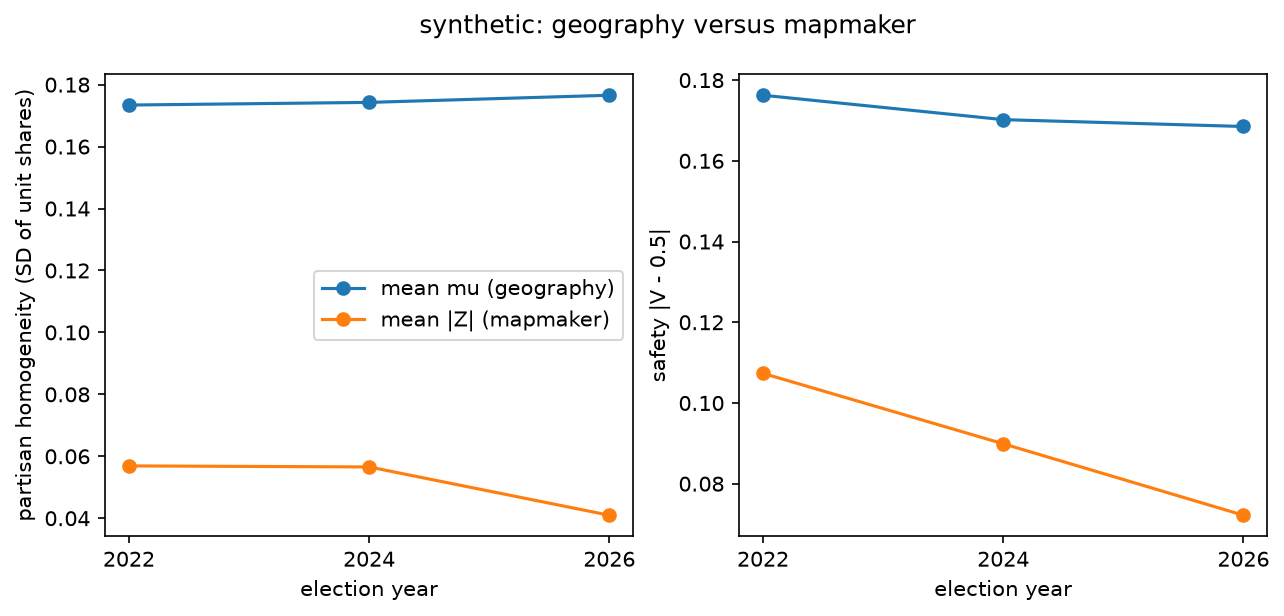 synthetic: geography versus mapmaker
partisan homogeneity (SD of unit shares)
0.18
0.16
0.14
0.12
0.10
0.08
0.06
0.04
mean mu (geography)
mean |Z| (mapmaker)
2022
2024
2026
election year
safety |V - 0.5|
0.18
0.16
0.14
0.12
0.10
0.08
2022
2024
2026
election year